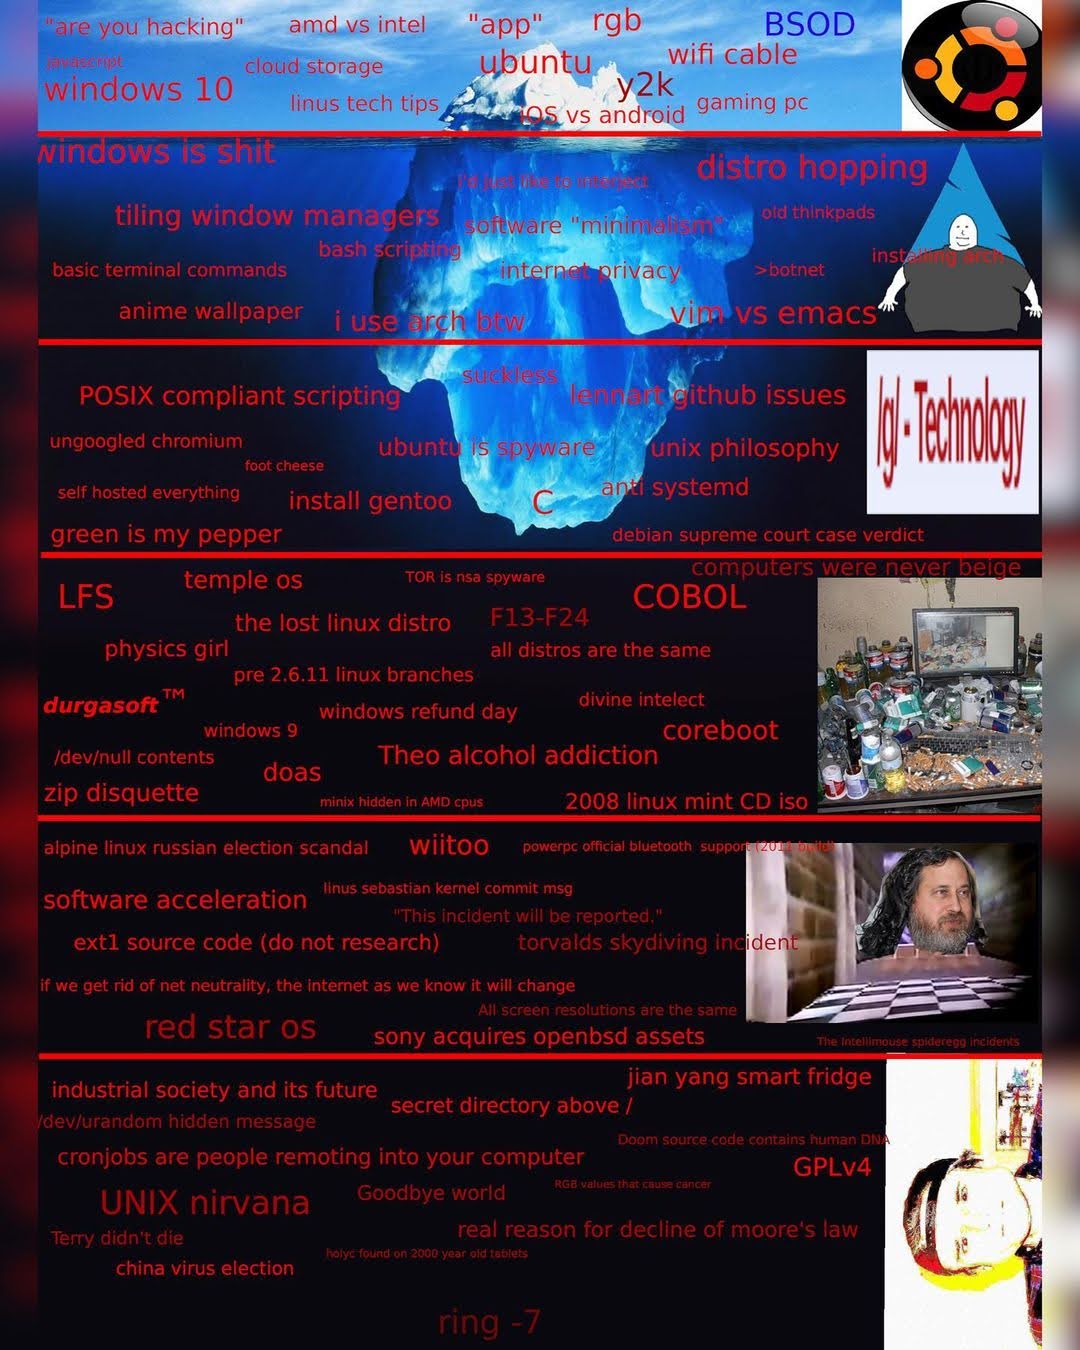 "are you hacking"
amd vs intel
"app"
rgb
BSOD
javascript
cloud storage
ubuntu
wifi cable
windows 10
linus tech tips
y2k
iOS vs android
gaming pc
windows is shit
i'd just like to interject
distro hopping
tiling window managers
software "minimalism"
old thinkpads
bash scripting
installing arch
basic terminal commands
internet privacy
>botnet
anime wallpaper
i use arch btw
vim vs emacs
suckless
POSIX compliant scripting
lennart github issues
/g/ - Technology
ungoogled chromium
ubuntu is spyware
unix philosophy
foot cheese
self hosted everything
install gentoo
C
anti systemd
green is my pepper
debian supreme court case verdict
computers were never beige
LFS
temple os
TOR is nsa spyware
COBOL
the lost linux distro
F13-F24
physics girl
all distros are the same
pre 2.6.11 linux branches
durgasoft™
windows refund day
divine intelect
windows 9
coreboot
/dev/null contents
doas
Theo alcohol addiction
zip disquette
minix hidden in AMD cpus
2008 linux mint CD iso
alpine linux russian election scandal
wiitoo
powerpc official bluetooth support (2011 build)
software acceleration
linus sebastian kernel commit msg
"This incident will be reported."
ext1 source code (do not research)
torvalds skydiving incident
if we get rid of net neutrality, the internet as we know it will change
All screen resolutions are the same
red star os
sony acquires openbsd assets
The Intellimouse spideregg incidents
industrial society and its future
jian yang smart fridge
secret directory above /
/dev/urandom hidden message
Doom source code contains human DNA
cronjobs are people remoting into your computer
GPLv4
UNIX nirvana
Goodbye world
RGB values that cause cancer
Terry didn't die
real reason for decline of moore's law
holyc found on 2000 year old tablets
china virus election
ring -7